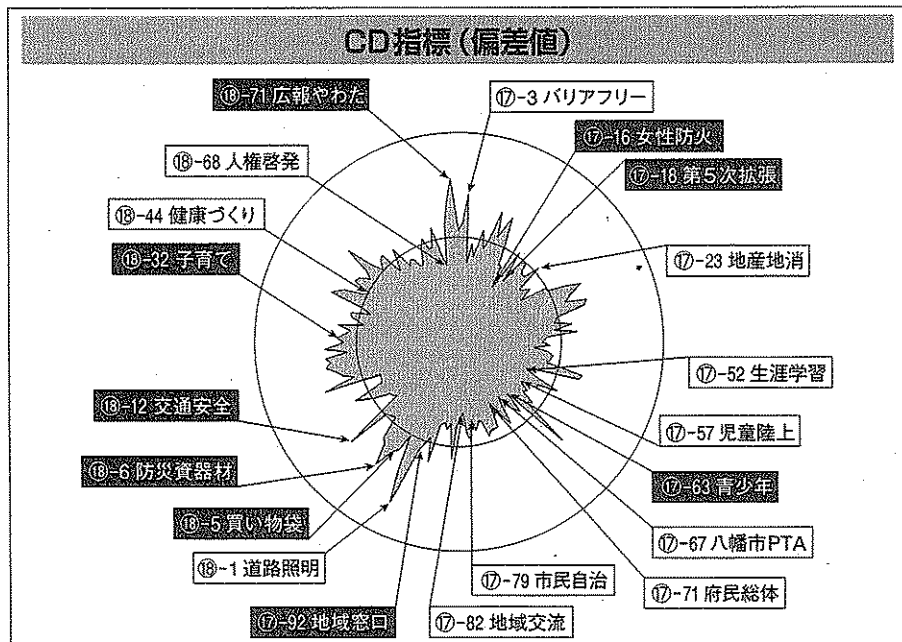 CD指標（偏差値）
⑱-71 広報やわた
⑰-3 バリアフリー
⑰-16 女性防火
⑰-18 第5次拡張
⑱-68 人権啓発
⑱-44 健康づくり
⑱-32 子育て
⑰-23 地産地消
⑰-52 生涯学習
⑱-12 交通安全
⑰-57 児童陸上
⑱-6 防災資器材
⑰-63 青少年
⑱-5 買い物袋
⑰-67 八幡市PTA
⑱-1 道路照明
⑰-79 市民自治
⑰-71 府民総体
⑰-92 地域窓口
⑰-82 地域交流